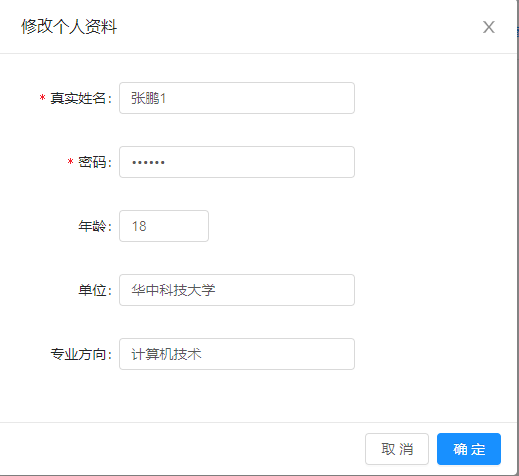 修改个人资料
* 真实姓名: 张鹏1
* 密码: ••••••
年龄: 18
单位: 华中科技大学
专业方向: 计算机技术
取 消 确 定